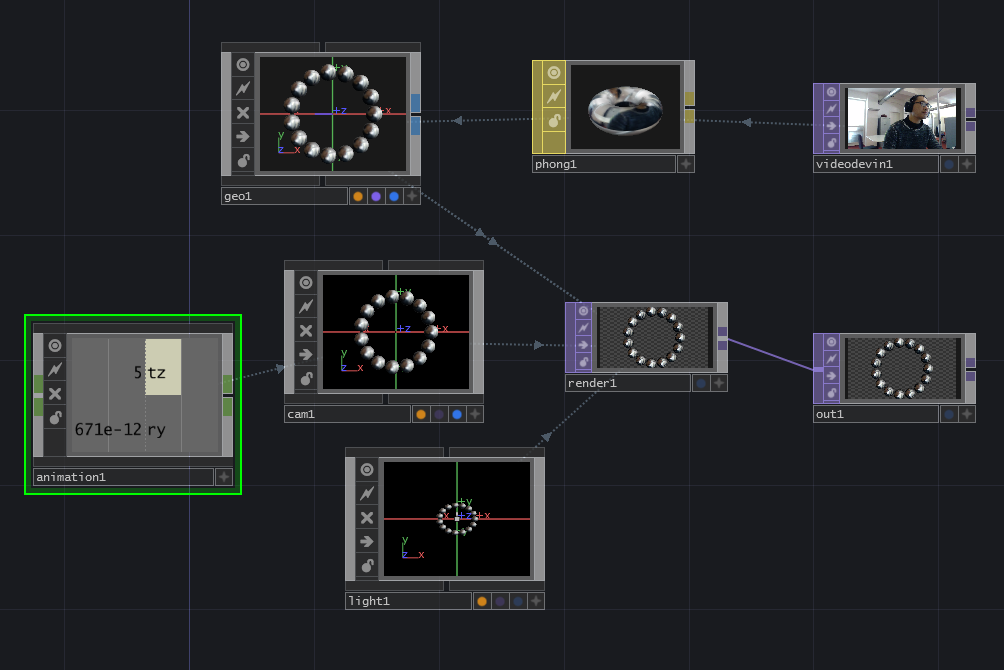 +y
+z
x
y
z
x
geo1
phong1
videodevin1
+y
+z
x
y
z
x
cam1
5 tz
671e-12 ry
animation1
render1
out1
+y
x
+z
+x
y
z
x
light1